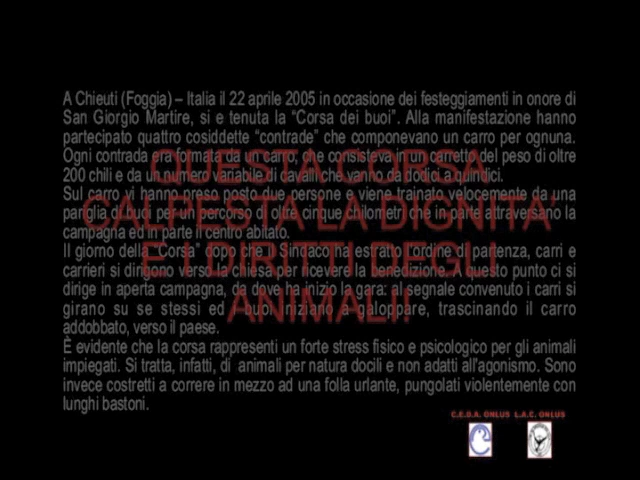 A Chieuti (Foggia) – Italia il 22 aprile 2005 in occasione dei festeggiamenti in onore di
San Giorgio Martire, si e tenuta la “Corsa dei buoi”. Alla manifestazione hanno
partecipato quattro cosiddette “contrade” che componevano un carro per ognuna.
Ogni contrada era formata da un carro, che consisteva in un carretto del peso di oltre
200 chili e da un numero variabile di cavalli che vanno da dodici a quindici.
Sul carro vi hanno preso posto due persone e viene trainato velocemente da una
pariglia di buoi per un percorso di oltre cinque chilometri che in parte attraversano la
campagna ed in parte il centro abitato.
Il giorno della “Corsa” dopo che il Sindaco ha estratto l'ordine di partenza, carri e
carrieri si dirigono verso la chiesa per ricevere la benedizione. A questo punto ci si
dirige in aperta campagna, da dove ha inizio la gara: al segnale convenuto i carri si
girano su se stessi ed i buoi iniziano a galoppare, trascinando il carro
addobbato, verso il paese.
È evidente che la corsa rappresenti un forte stress fisico e psicologico per gli animali
impiegati. Si tratta, infatti, di animali per natura docili e non adatti all'agonismo. Sono
invece costretti a correre in mezzo ad una folla urlante, pungolati violentemente con
lunghi bastoni.
QUESTA CORSA
CALPESTA LA DIGNITA'
E I DIRITTI DEGLI
ANIMALI!
C.E.D.A. ONLUS L.A.C. ONLUS